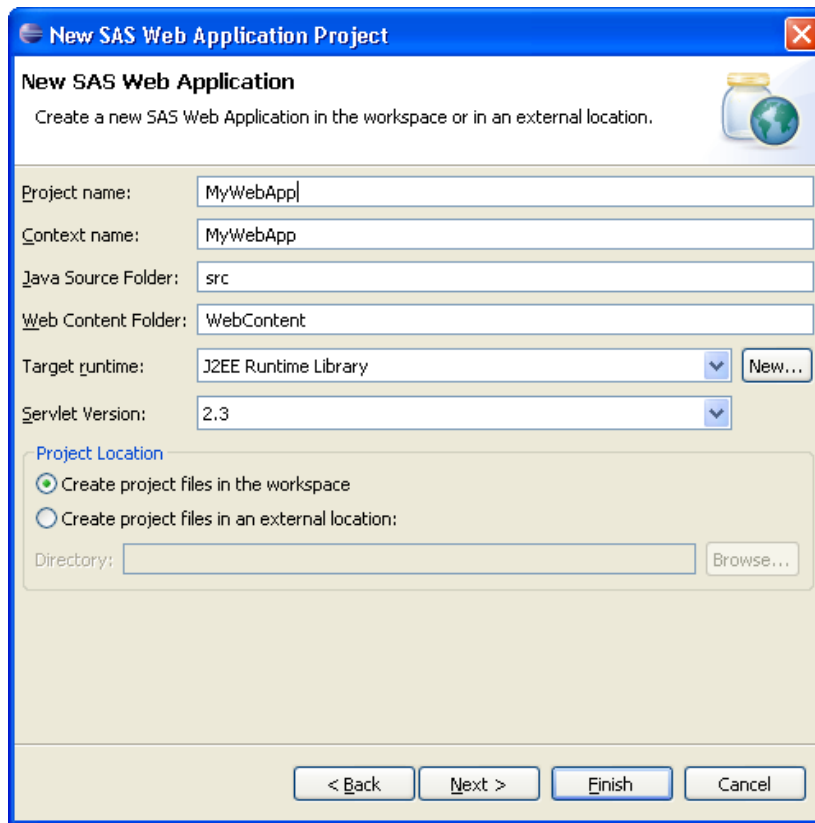 New SAS Web Application Project
New SAS Web Application
Create a new SAS Web Application in the workspace or in an external location.
Project name: MyWebApp
Context name: MyWebApp
Java Source Folder: src
Web Content Folder: WebContent
Target runtime: J2EE Runtime Library New...
Servlet Version: 2.3
Project Location
Create project files in the workspace
Create project files in an external location:
Directory: Browse...
< Back Next > Finish Cancel